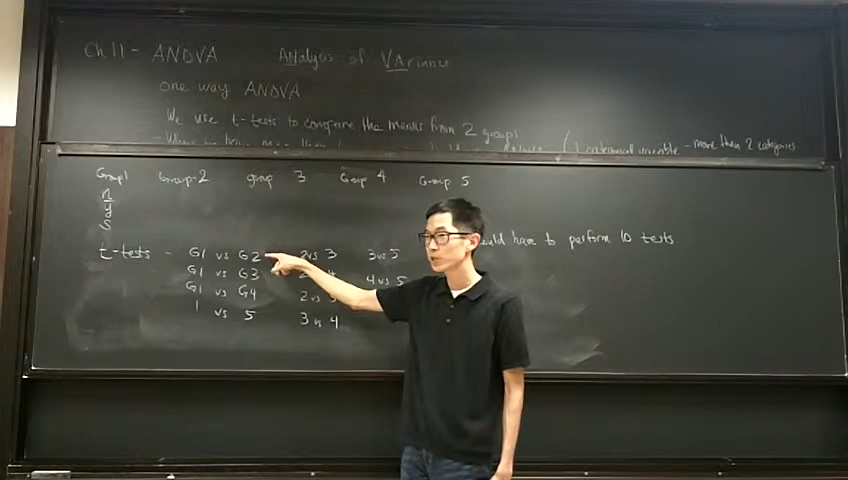 Ch 11 - ANOVA Analysis of VAriance
one way ANOVA
We use t-tests to compare the means from 2 groups
(1 categorical variable - more than 2 categories
Group 1 Group 2 group 3 Group 4 Group 5
n
ȳ
s
t-tests - G1 vs G2 2 vs 3 3 vs 5 would have to perform 10 tests.
G1 vs G3 2 4 4 vs 5
G1 vs G4 2 vs 5
1 vs 5 3 vs 4